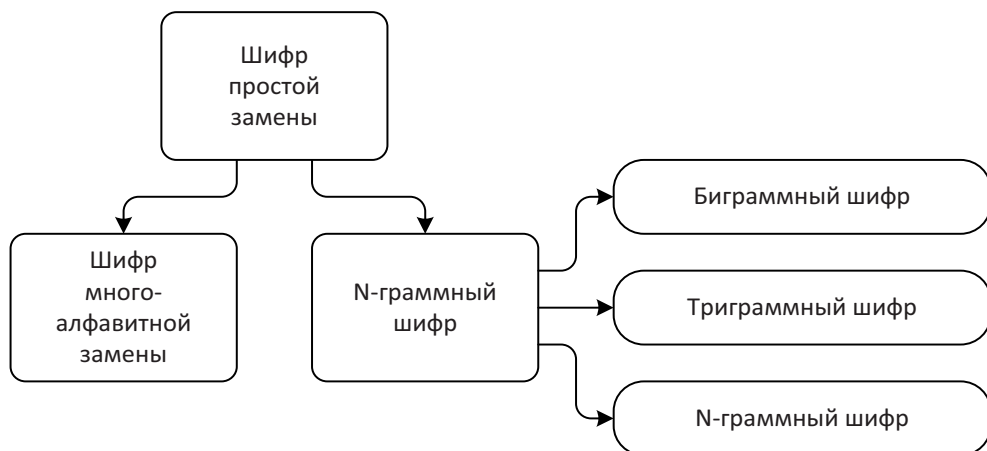 Шифр
простой
замены
Шифр
много-
алфавитной
замены
N-граммный
шифр
Биграммный шифр
Триграммный шифр
N-граммный шифр